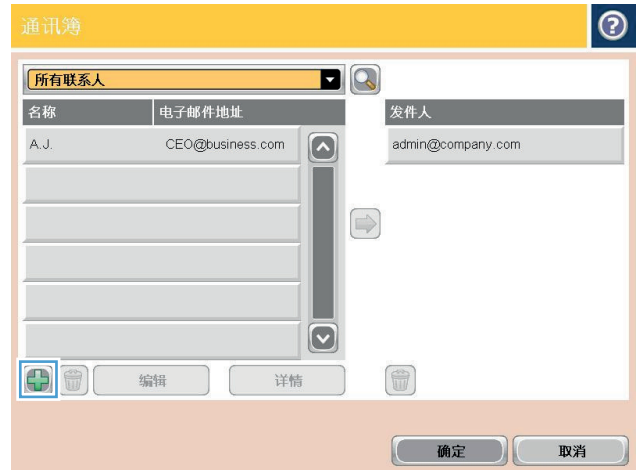 通讯簿
?
所有联系人
名称 电子邮件地址 发件人
A.J. CEO@business.com admin@company.com
编辑 详情
确定 取消